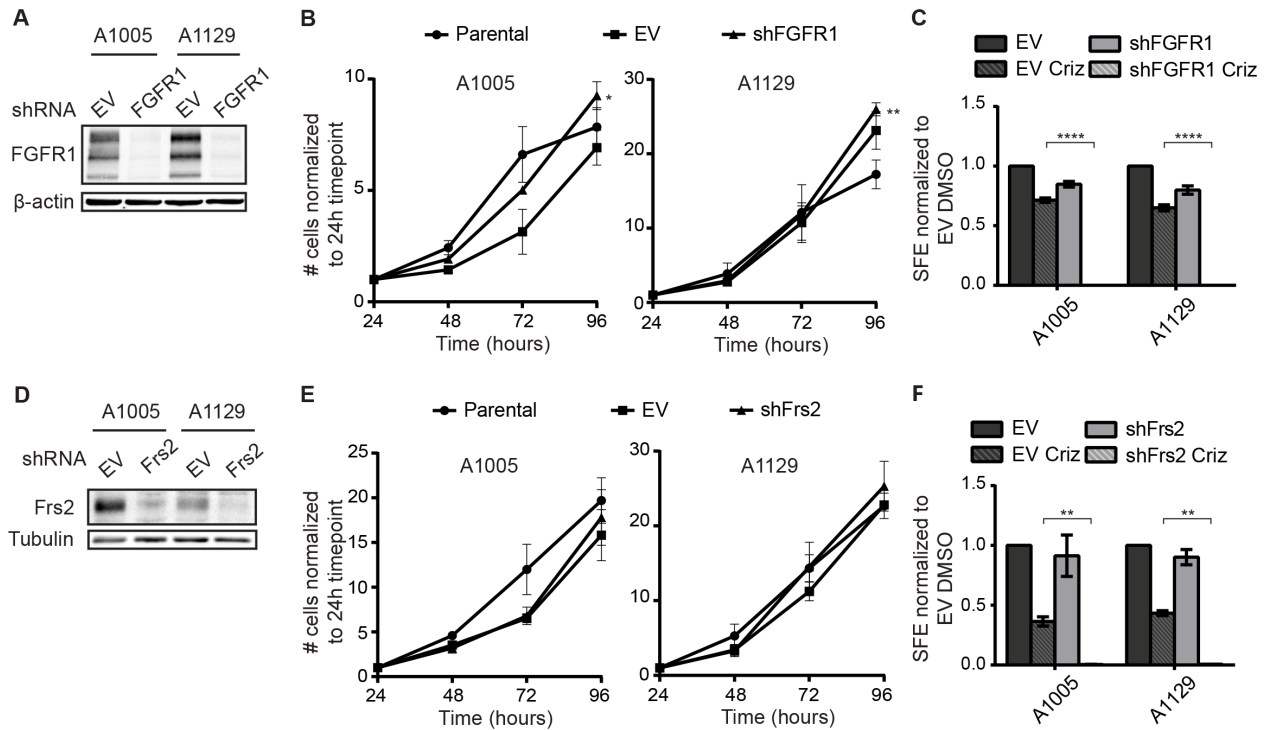 A
A1005 A1129
shRNA EV FGFR1 EV FGFR1
FGFR1
β-actin
B
Parental EV shFGFR1
# cells normalized
to 24h timepoint
A1005
10
5
0
24 48 72 96
Time (hours)
*
A1129
30
20
10
0
24 48 72 96
Time (hours)
**
C
EV shFGFR1
EV Criz shFGFR1 Criz
SFE normalized to
EV DMSO
1.5
1.0
0.5
0.0
**** ****
A1005 A1129
D
A1005 A1129
shRNA EV Frs2 EV Frs2
Frs2
Tubulin
E
Parental EV shFrs2
# cells normalized
to 24h timepoint
A1005
25
20
15
10
5
0
24 48 72 96
Time (hours)
A1129
30
20
10
0
24 48 72 96
Time (hours)
F
EV shFrs2
EV Criz shFrs2 Criz
SFE normalized to
EV DMSO
1.5
1.0
0.5
0.0
** **
A1005 A1129